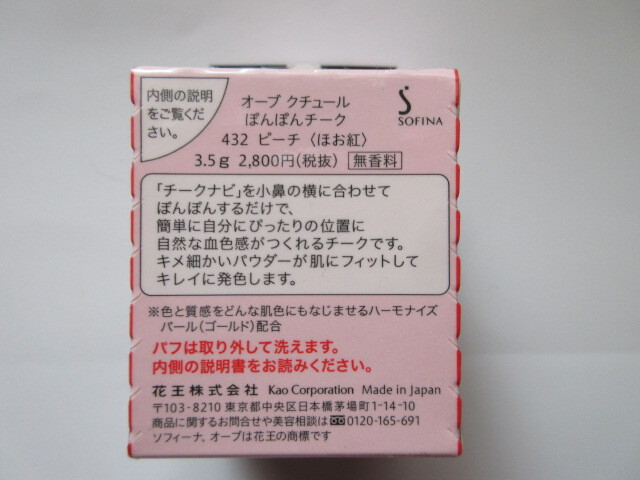 内側の説明
をご覧くだ
さい。
オーブ クチュール
ぽんぽんチーク
432 ピーチ〈ほお紅〉
3.5g 2,800円(税抜) 無香料
SOFINA
「チークナビ」を小鼻の横に合わせて
ぽんぽんするだけで、
簡単に自分にぴったりの位置に
自然な血色感がつくれるチークです。
キメ細かいパウダーが肌にフィットして
キレイに発色します。
※色と質感をどんな肌色にもなじませるハーモナイズ
パール(ゴールド)配合
パフは取り外して洗えます。
内側の説明書をお読みください。
花王株式会社 Kao Corporation Made in Japan
〒103-8210 東京都中央区日本橋茅場町1-14-10
商品に関するお問合せや美容相談は 0120-165-691
ソフィーナ、オーブは花王の商標です